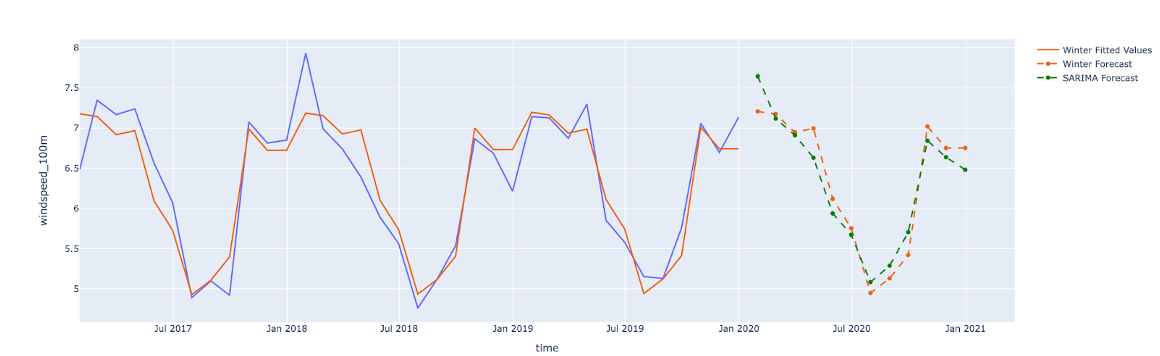 8
7.5
7
6.5
6
5.5
5
windspeed_100m
Jul 2017
Jan 2018
Jul 2018
Jan 2019
Jul 2019
Jan 2020
Jul 2020
Jan 2021
time
Winter Fitted Values
Winter Forecast
SARIMA Forecast